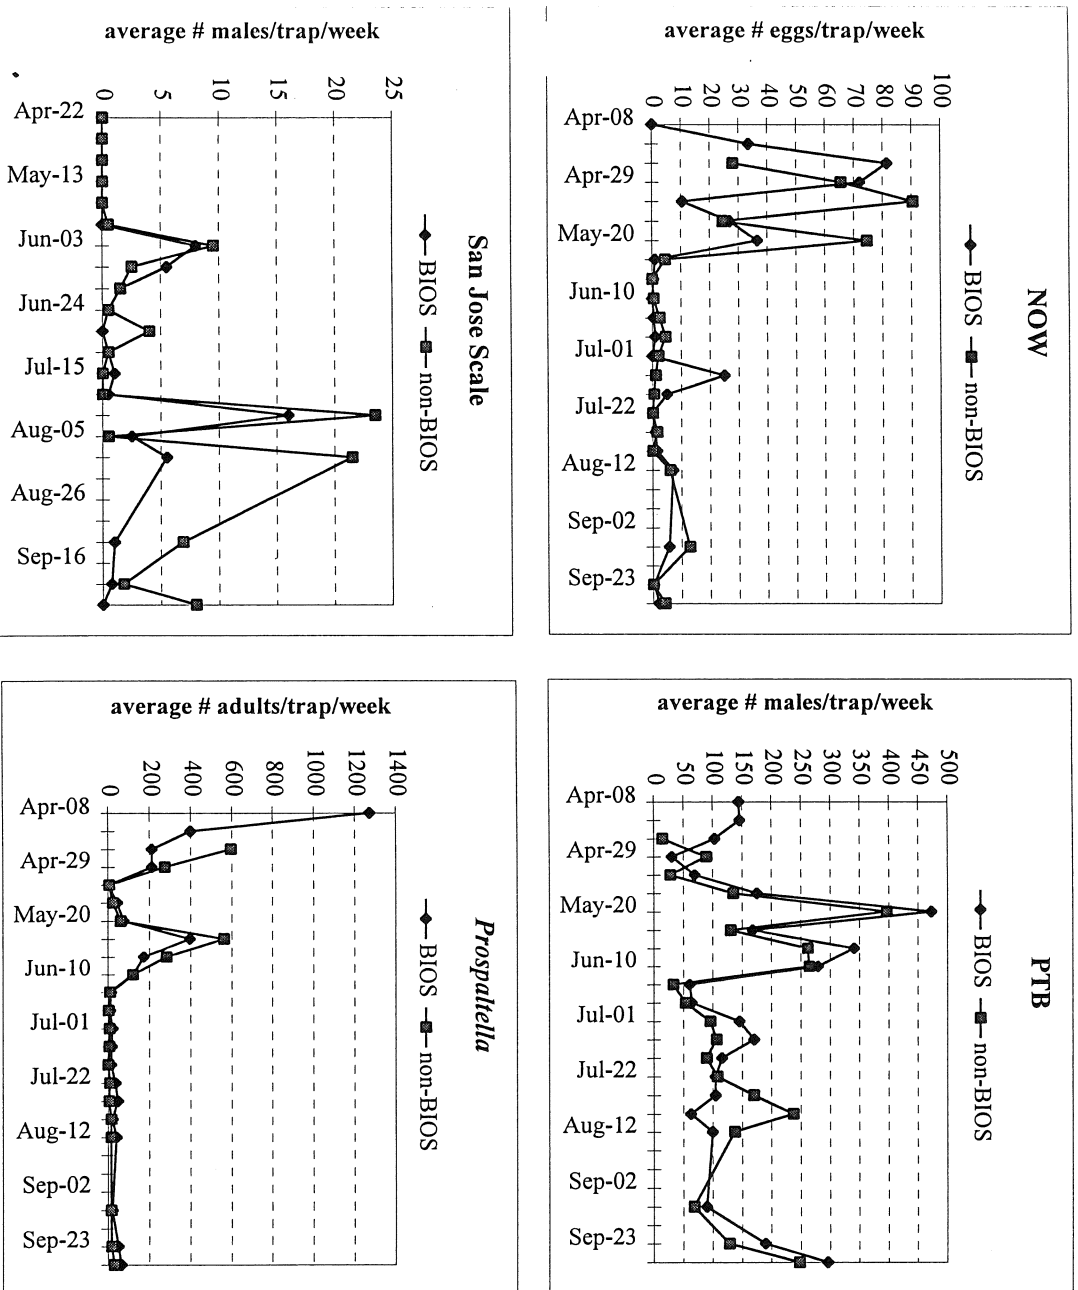 NOW
BIOS non-BIOS
average # eggs/trap/week
100
90
80
70
60
50
40
30
20
10
0
Apr-08
Apr-29
May-20
Jun-10
Jul-01
Jul-22
Aug-12
Sep-02
Sep-23
PTB
BIOS non-BIOS
average # males/trap/week
500
450
400
350
300
250
200
150
100
50
0
Apr-08
Apr-29
May-20
Jun-10
Jul-01
Jul-22
Aug-12
Sep-02
Sep-23
San Jose Scale
BIOS non-BIOS
average # males/trap/week
25
20
15
10
5
0
Apr-22
May-13
Jun-03
Jun-24
Jul-15
Aug-05
Aug-26
Sep-16
Prospaltella
BIOS non-BIOS
average # adults/trap/week
1400
1200
1000
800
600
400
200
0
Apr-08
Apr-29
May-20
Jun-10
Jul-01
Jul-22
Aug-12
Sep-02
Sep-23